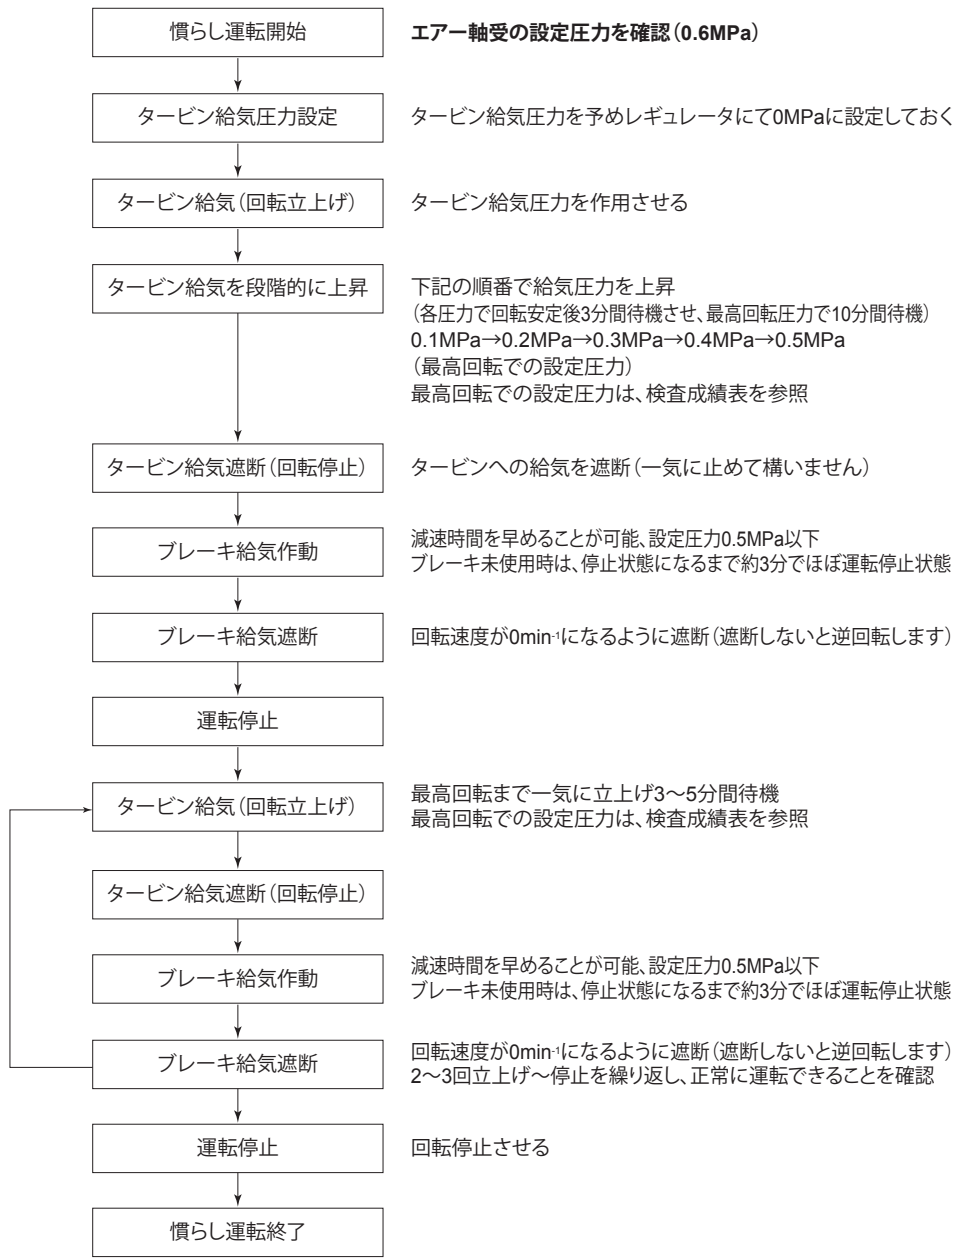 慣らし運転開始
エアー軸受の設定圧力を確認（0.6MPa）
タービン給気圧力設定
タービン給気圧力を予めレギュレータにて0MPaに設定しておく
タービン給気（回転立上げ）
タービン給気圧力を作用させる
タービン給気を段階的に上昇
下記の順番で給気圧力を上昇
（各圧力で回転安定後3分間待機させ、最高回転圧力で10分間待機）
0.1MPa→0.2MPa→0.3MPa→0.4MPa→0.5MPa
（最高回転での設定圧力）
最高回転での設定圧力は、検査成績表を参照
タービン給気遮断（回転停止）
タービンへの給気を遮断（一気に止めて構いません）
ブレーキ給気作動
減速時間を早めることが可能、設定圧力0.5MPa以下
ブレーキ未使用時は、停止状態になるまで約3分でほぼ運転停止状態
ブレーキ給気遮断
回転速度が0min⁻¹になるように遮断（遮断しないと逆回転します）
運転停止
タービン給気（回転立上げ）
最高回転まで一気に立上げ3～5分間待機
最高回転での設定圧力は、検査成績表を参照
タービン給気遮断（回転停止）
ブレーキ給気作動
減速時間を早めることが可能、設定圧力0.5MPa以下
ブレーキ未使用時は、停止状態になるまで約3分でほぼ運転停止状態
ブレーキ給気遮断
回転速度が0min⁻¹になるように遮断（遮断しないと逆回転します）
2～3回立上げ～停止を繰り返し、正常に運転できることを確認
運転停止
回転停止させる
慣らし運転終了